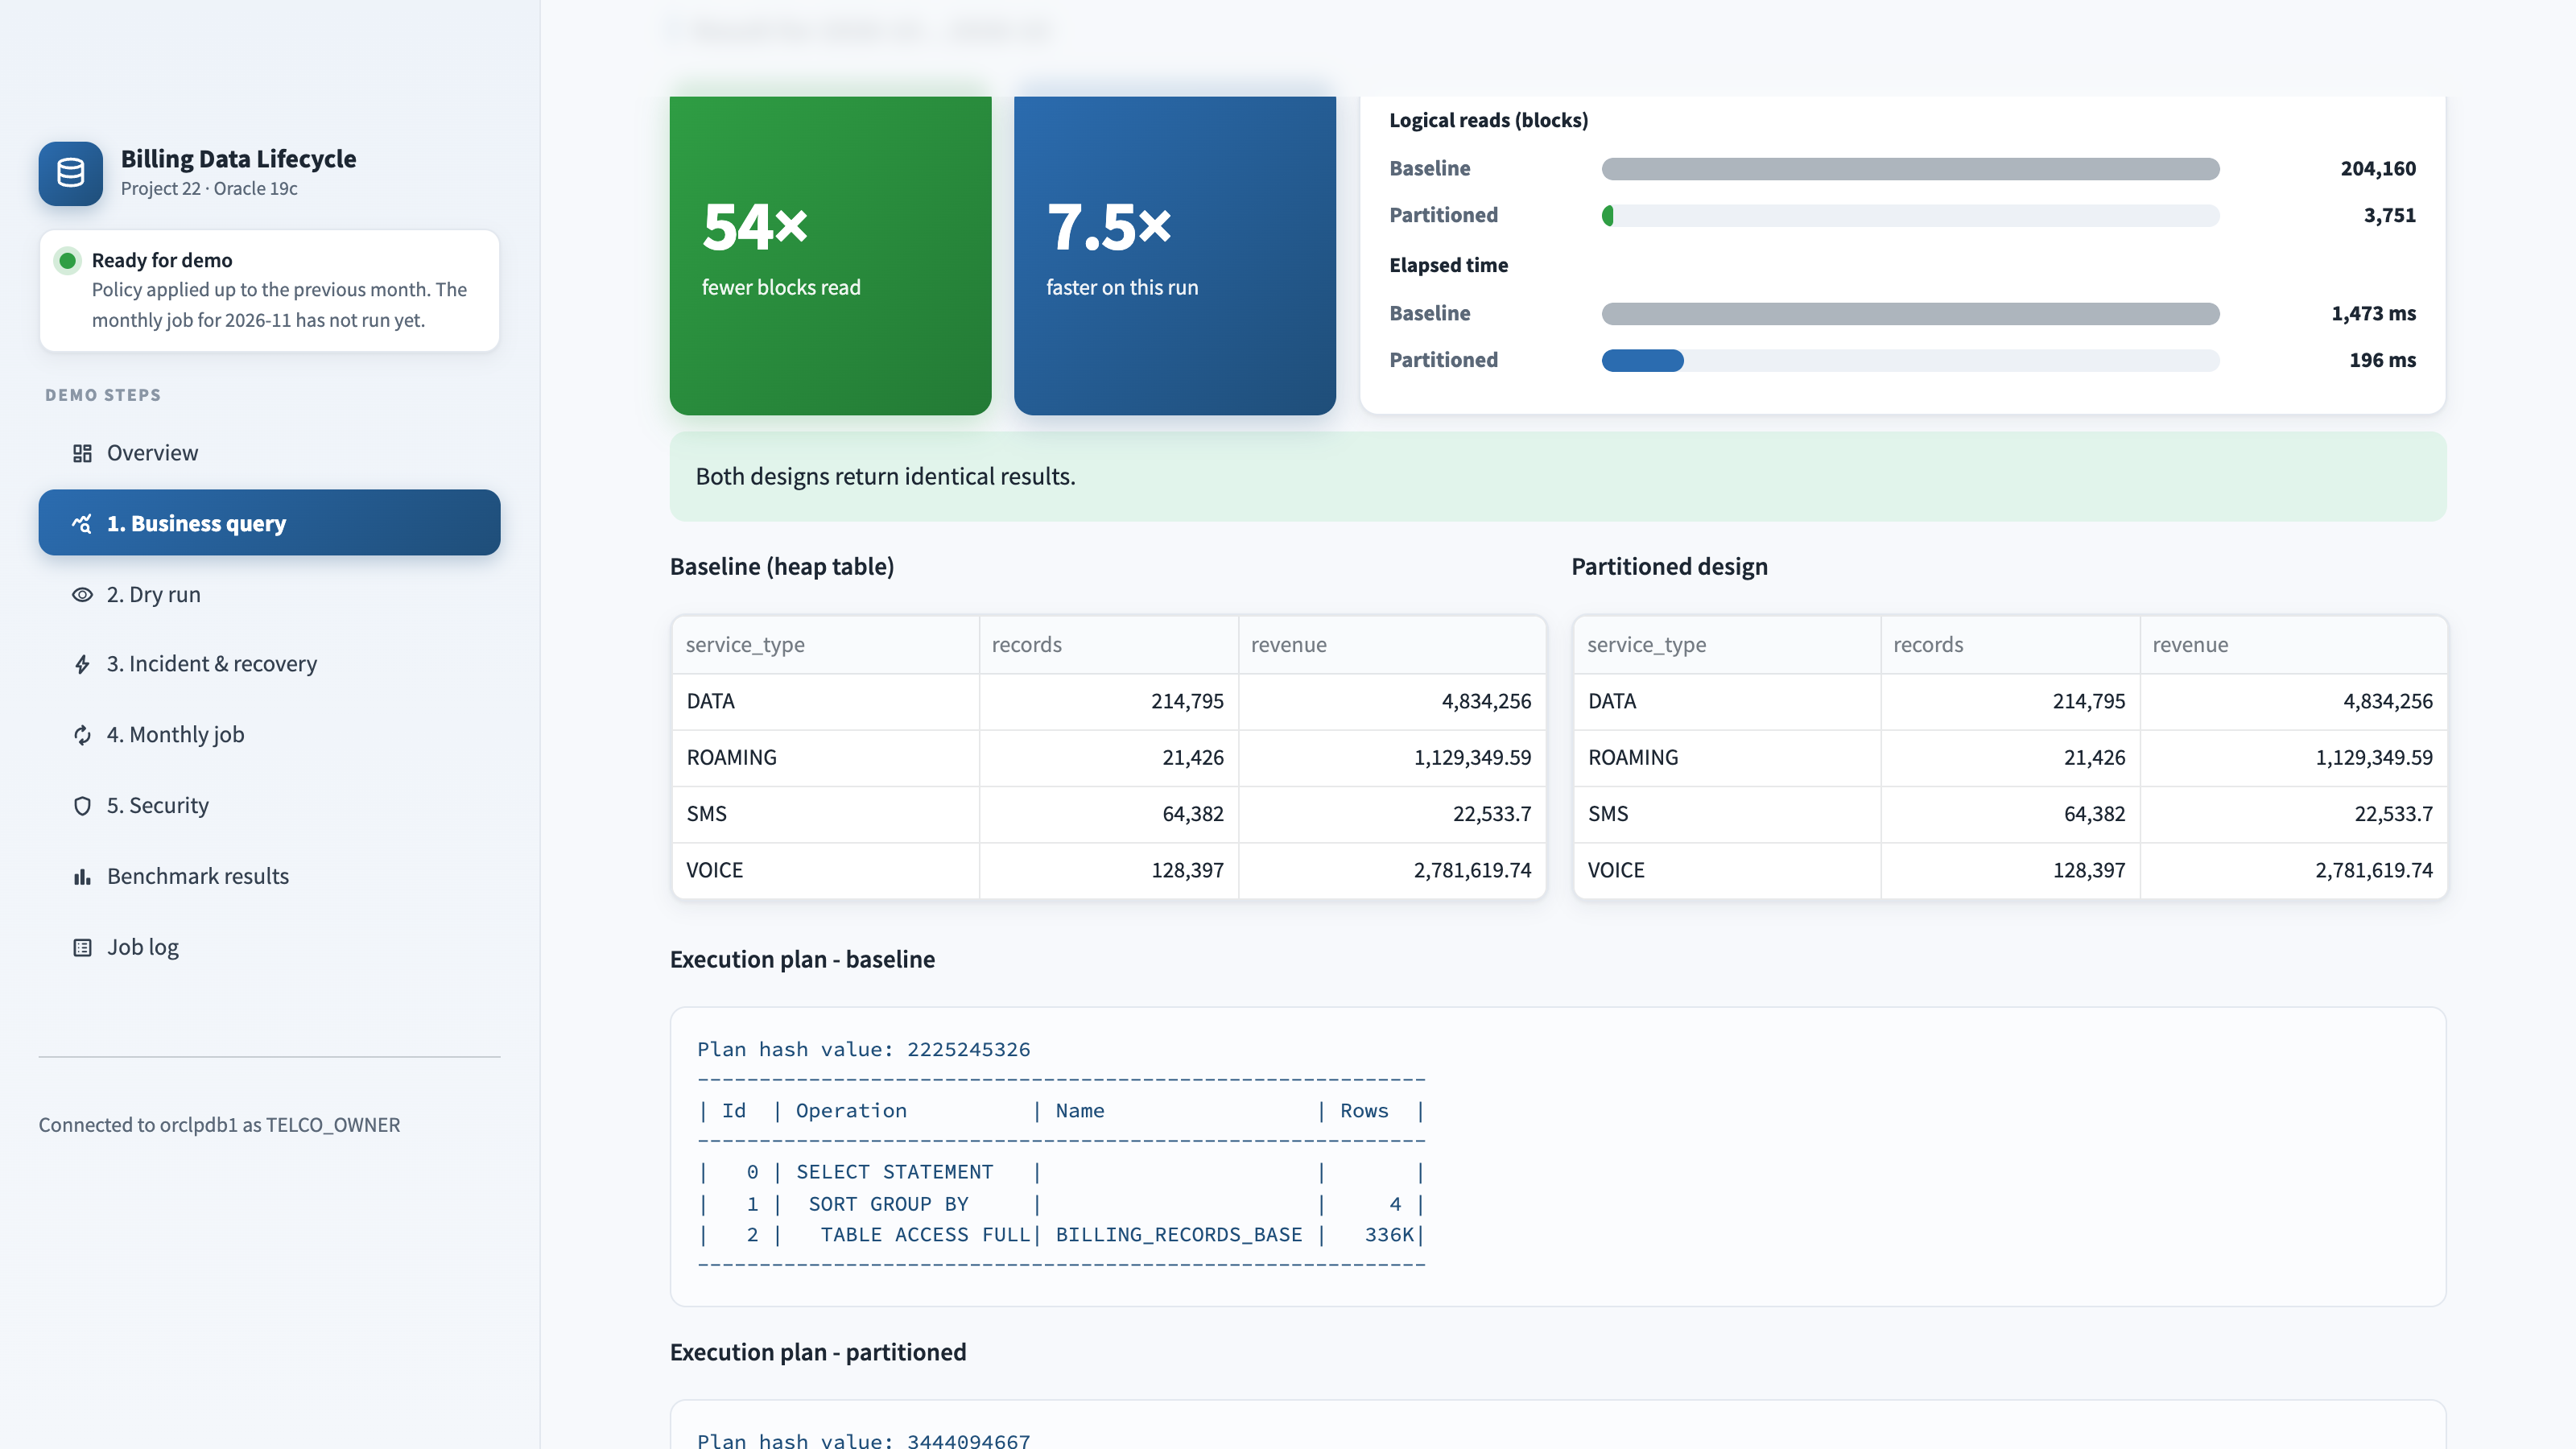 Billing Data Lifecycle
Project 22 · Oracle 19c
Ready for demo
Policy applied up to the previous month. The
monthly job for 2026-11 has not run yet.
DEMO STEPS
Overview
1. Business query
2. Dry run
3. Incident & recovery
4. Monthly job
5. Security
Benchmark results
Job log
Connected to orclpdb1 as TELCO_OWNER
54×
fewer blocks read
7.5×
faster on this run
Logical reads (blocks)
Baseline 204,160
Partitioned 3,751
Elapsed time
Baseline 1,473 ms
Partitioned 196 ms
Both designs return identical results.
Baseline (heap table)
service_type records revenue
DATA 214,795 4,834,256
ROAMING 21,426 1,129,349.59
SMS 64,382 22,533.7
VOICE 128,397 2,781,619.74
Partitioned design
service_type records revenue
DATA 214,795 4,834,256
ROAMING 21,426 1,129,349.59
SMS 64,382 22,533.7
VOICE 128,397 2,781,619.74
Execution plan - baseline
Plan hash value: 2225245326
-----------------------------------------------------------
| Id  | Operation          | Name                 | Rows  |
-----------------------------------------------------------
|   0 | SELECT STATEMENT   |                      |       |
|   1 |  SORT GROUP BY     |                      |     4 |
|   2 |   TABLE ACCESS FULL| BILLING_RECORDS_BASE |   336K|
-----------------------------------------------------------
Execution plan - partitioned
Plan hash value: 3444094667